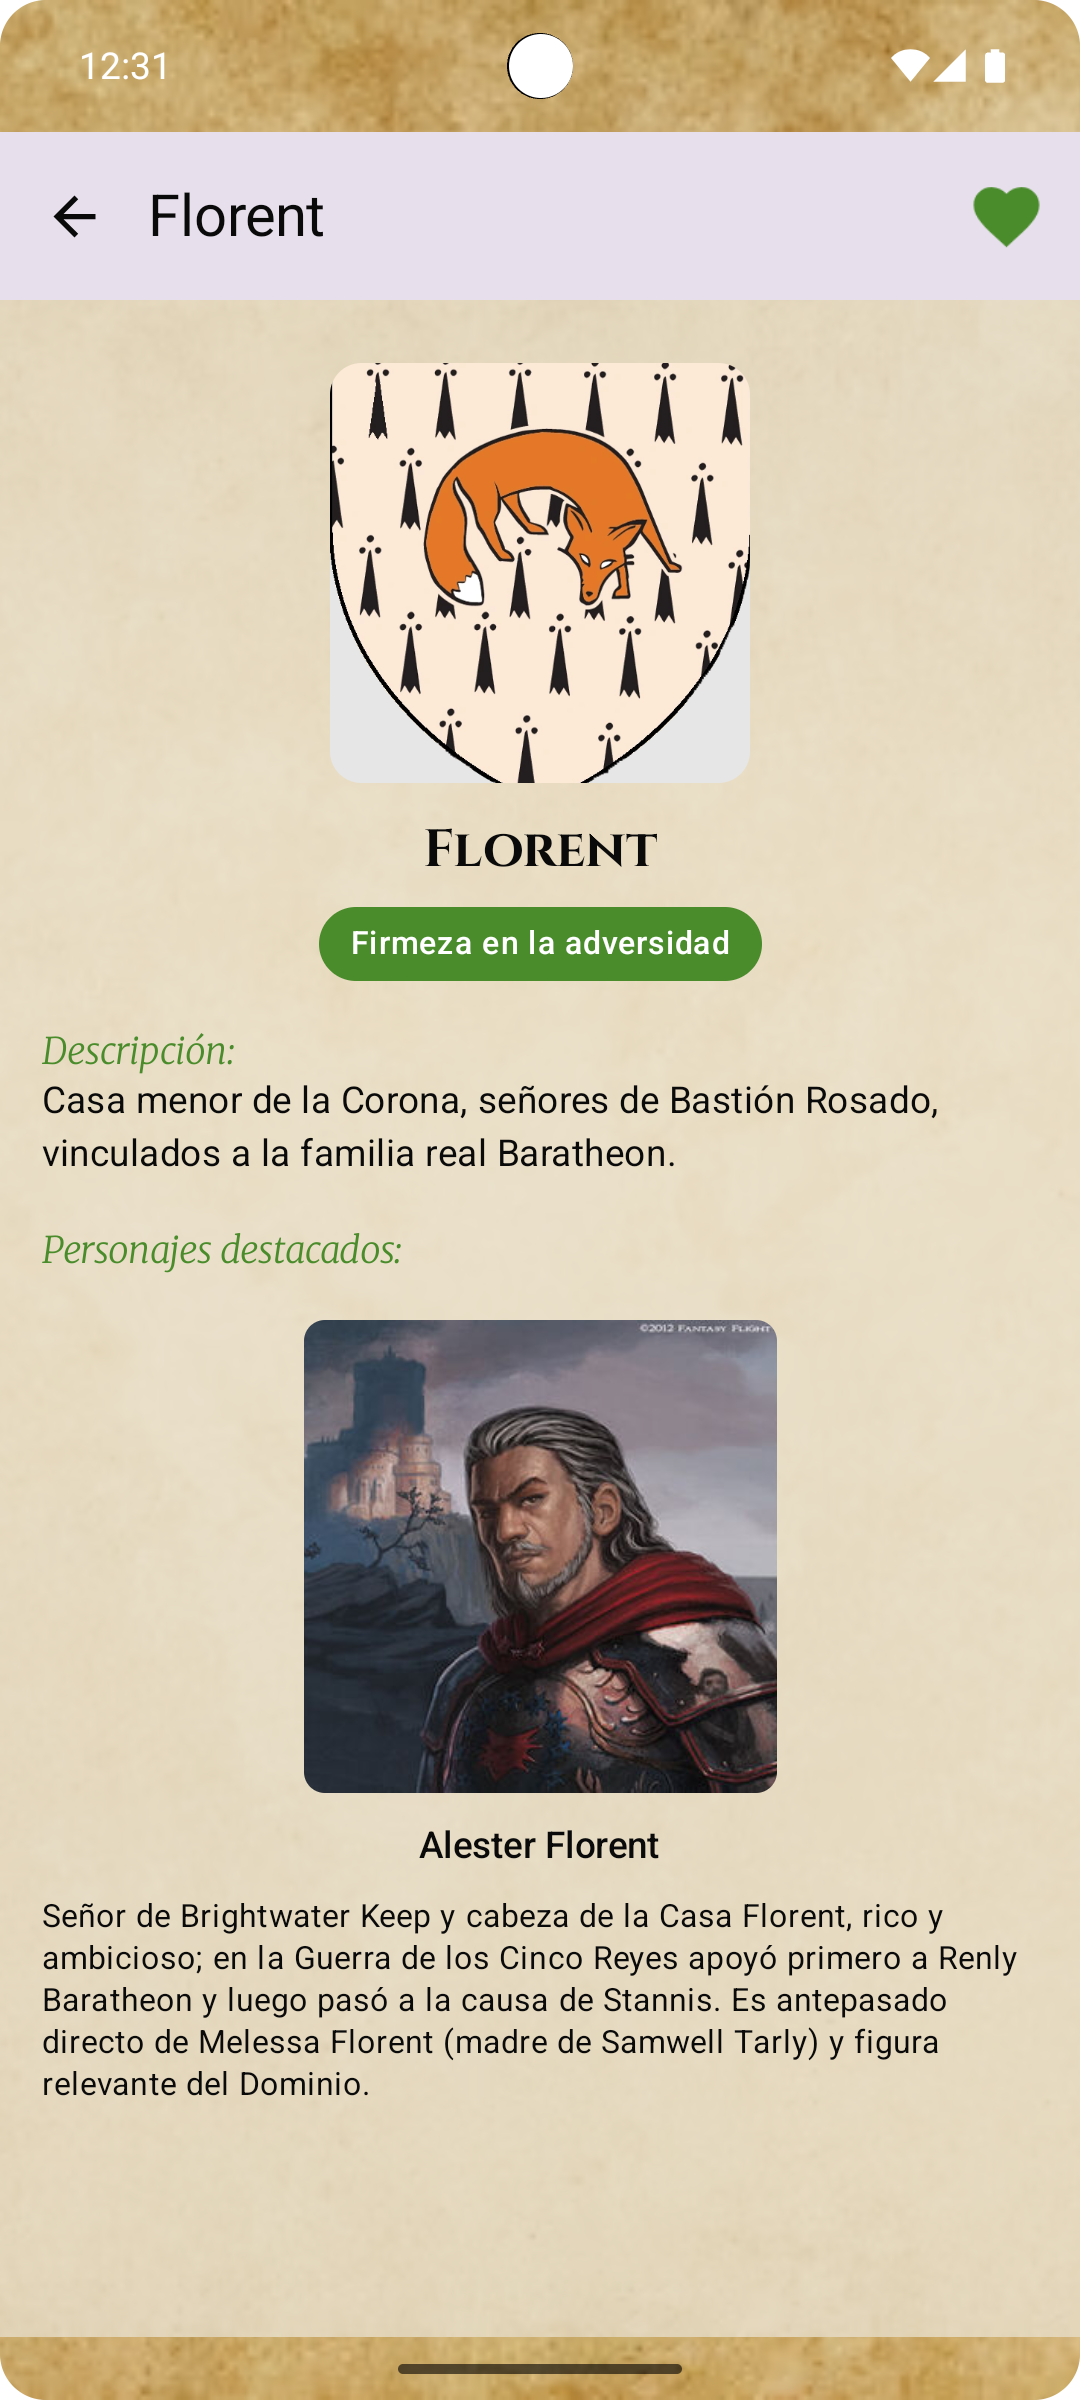 12:31
Florent
Florent
Firmeza en la adversidad
Descripción:
Casa menor de la Corona, señores de Bastión Rosado,
vinculados a la familia real Baratheon.
Personajes destacados:
©2012 Fantasy Flight
Alester Florent
Señor de Brightwater Keep y cabeza de la Casa Florent, rico y
ambicioso; en la Guerra de los Cinco Reyes apoyó primero a Renly
Baratheon y luego pasó a la causa de Stannis. Es antepasado
directo de Melessa Florent (madre de Samwell Tarly) y figura
relevante del Dominio.